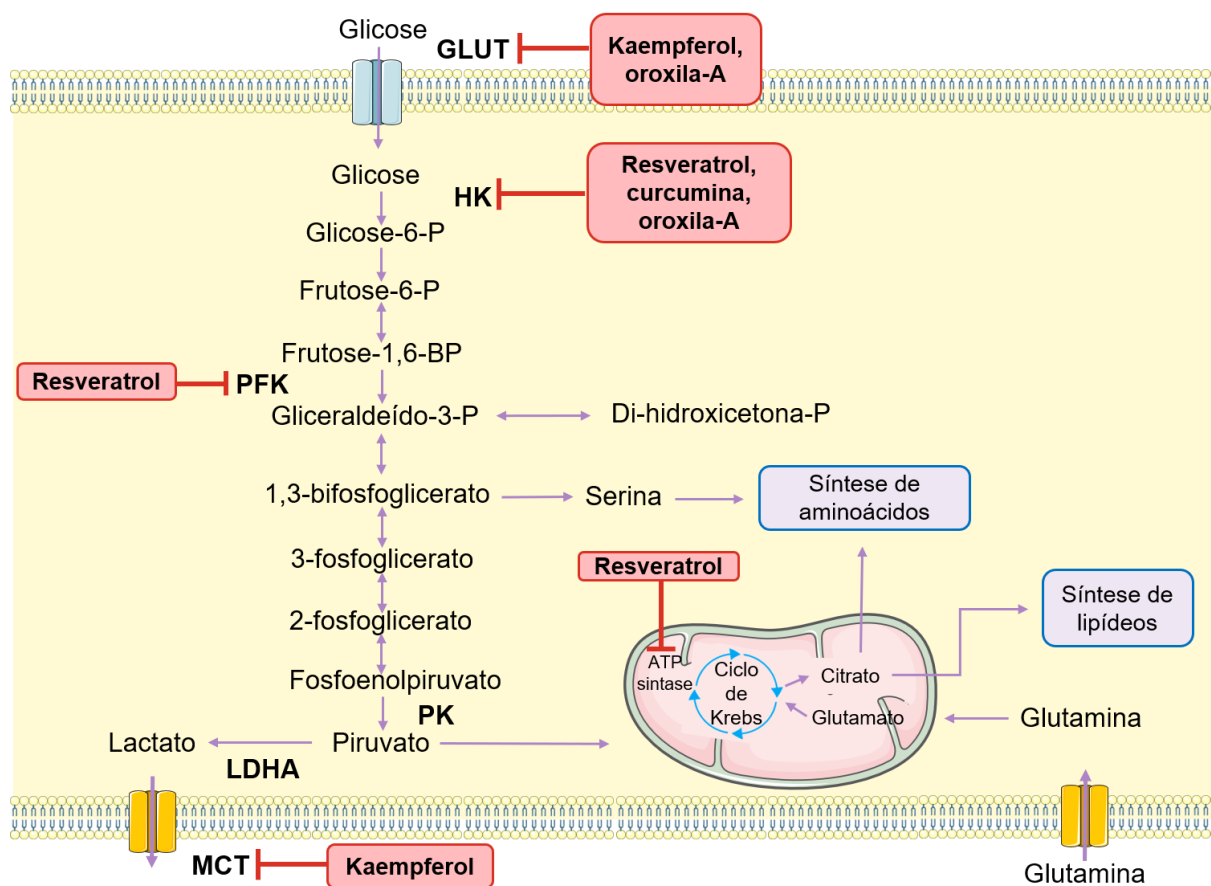 Glicose
GLUT
Kaempferol,
oroxila-A
Glicose
HK
Resveratrol,
curcumina,
oroxila-A
Glicose-6-P
Frutose-6-P
Frutose-1,6-BP
Resveratrol
PFK
Gliceraldeído-3-P
Di-hidroxicetona-P
1,3-bifosfoglicerato
Serina
Síntese de
aminoácidos
3-fosfoglicerato
Resveratrol
2-fosfoglicerato
Síntese de
lipídeos
Fosfoenolpiruvato
ATP
sintase
Ciclo
de
Krebs
Citrato
Glutamato
Glutamina
PK
Lactato
Piruvato
LDHA
MCT
Kaempferol
Glutamina